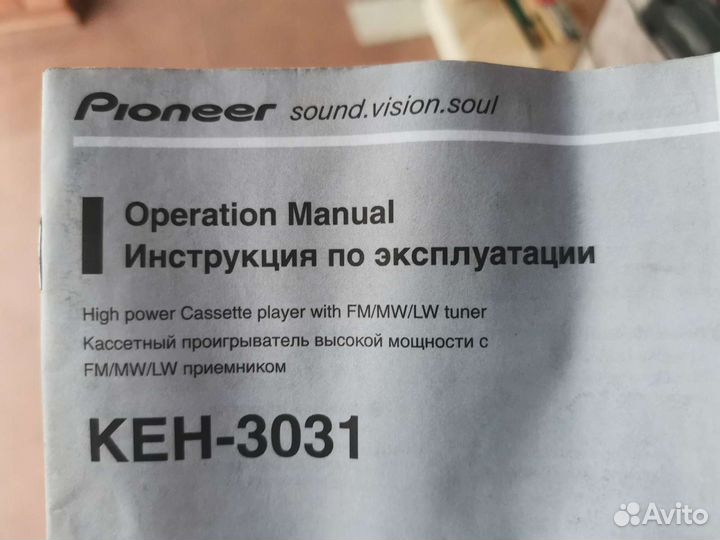 Pioneer sound.vision.soul
Operation Manual
Инструкция по эксплуатации
High power Cassette player with FM/MW/LW tuner
Кассетный проигрыватель высокой мощности с
FM/MW/LW приемником
KEH-3031
Avito